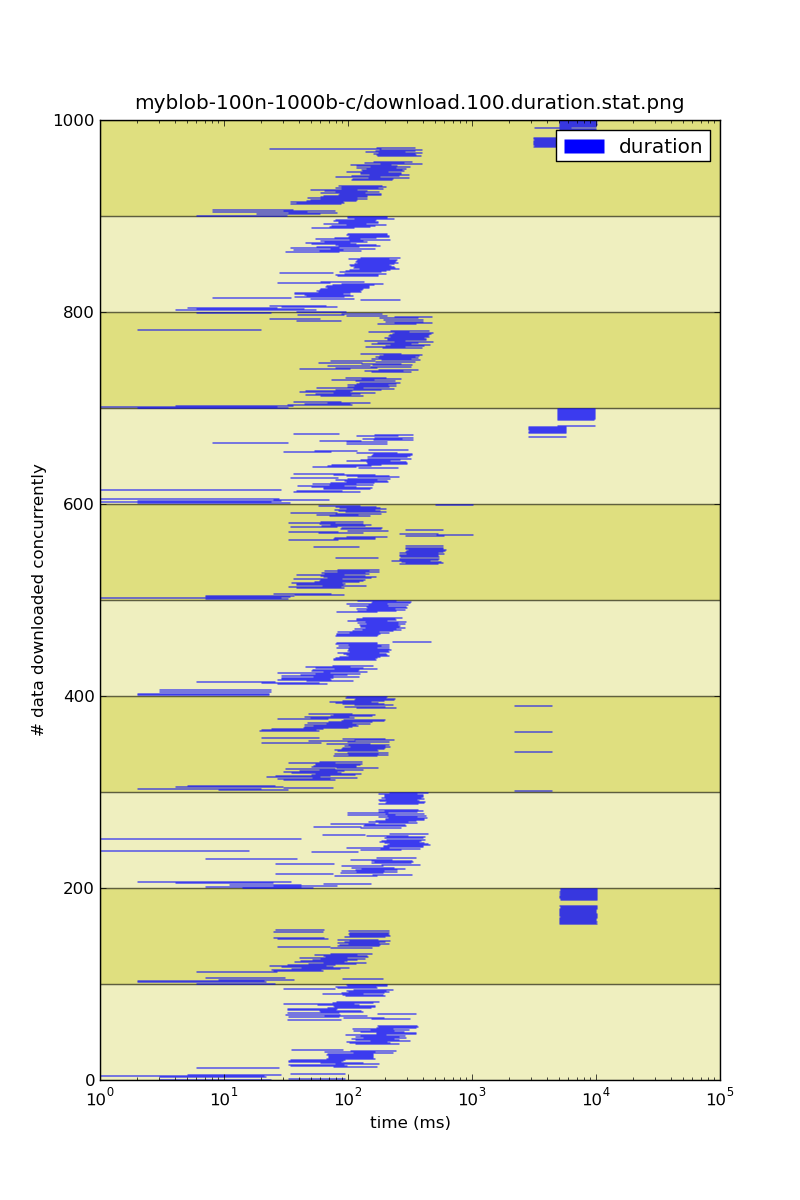 myblob-100n-1000b-c/download.100.duration.stat.png
duration
1000
800
600
400
200
0
# data downloaded concurrently
10^0 10^1 10^2 10^3 10^4 10^5
time (ms)